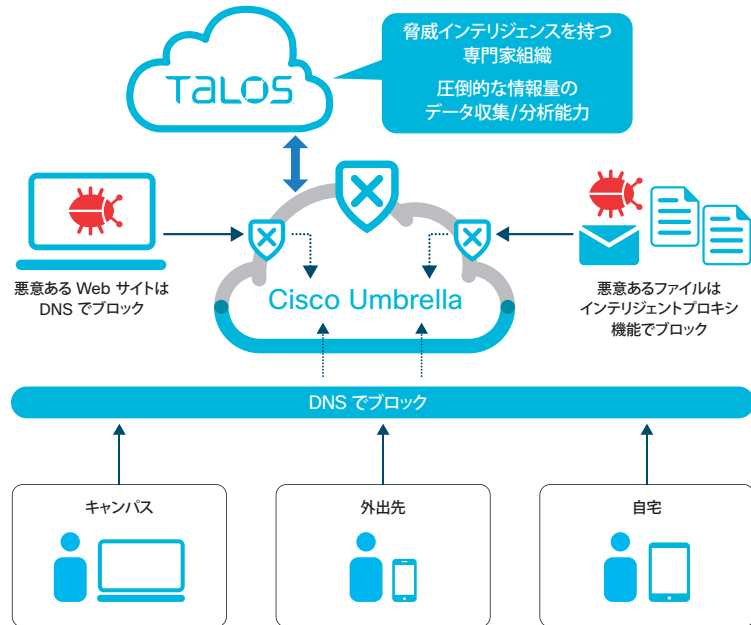 脅威インテリジェンスを持つ
専門家組織
圧倒的な情報量の
データ収集/分析能力
TALOS
悪意ある Web サイトは
DNS でブロック
Cisco Umbrella
悪意あるファイルは
インテリジェントプロキシ
機能でブロック
DNS でブロック
キャンパス
外出先
自宅